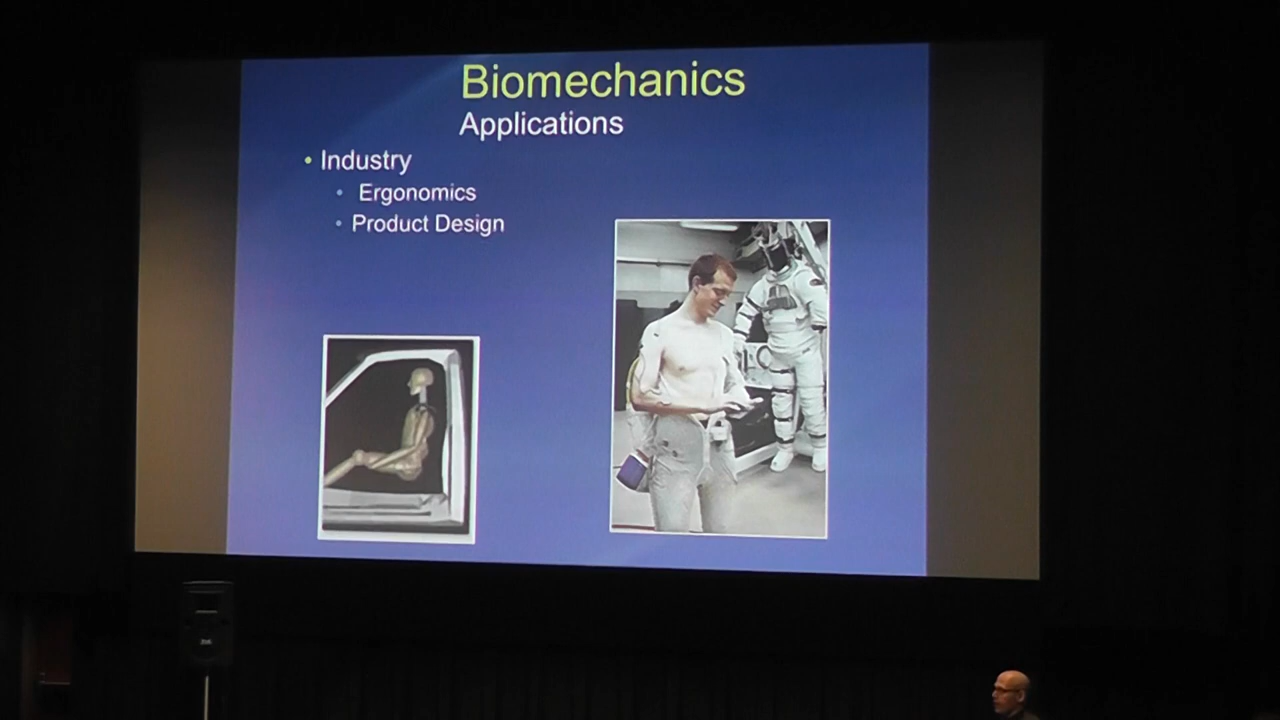 Biomechanics
Applications
• Industry
• Ergonomics
• Product Design